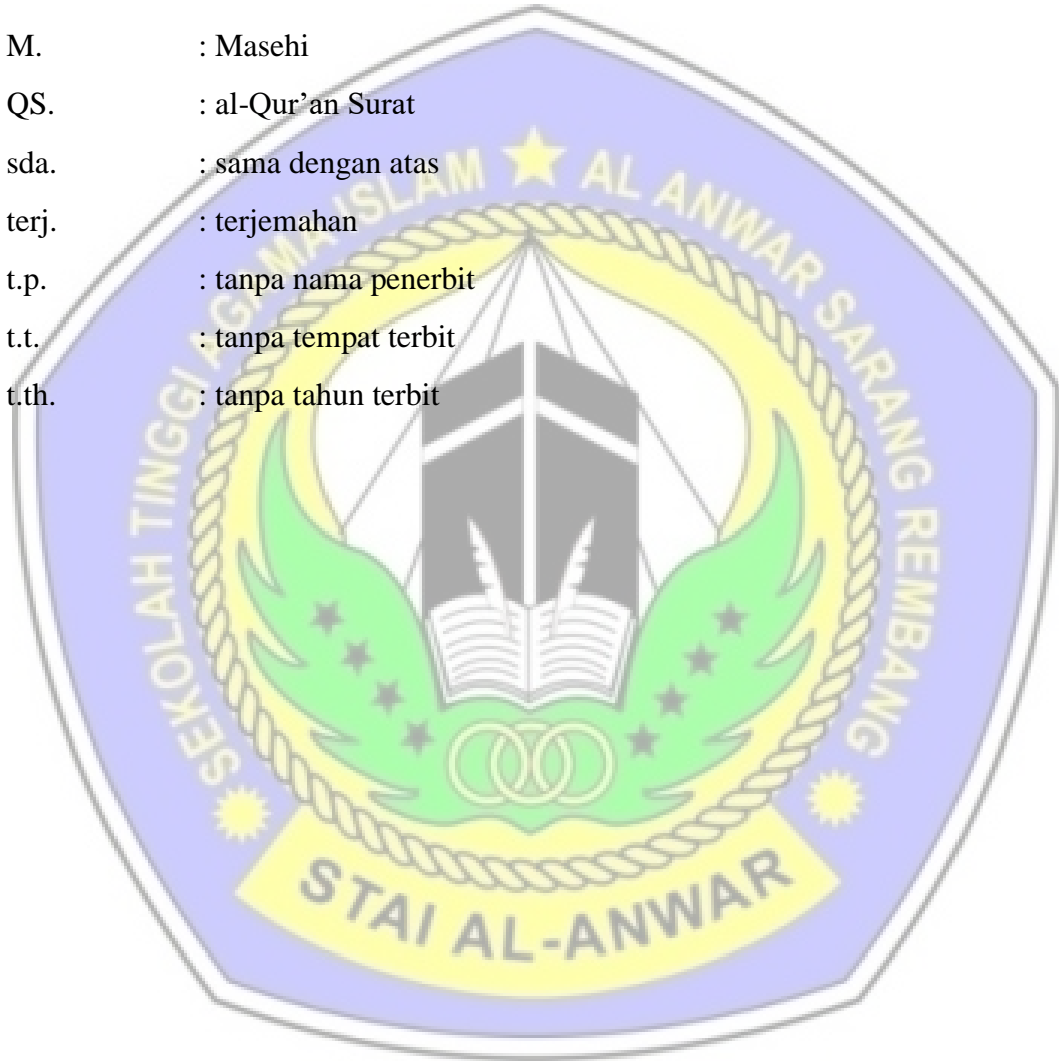 M. : Masehi
QS. : al-Qur’an Surat
sda. : sama dengan atas
terj. : terjemahan
t.p. : tanpa nama penerbit
t.t. : tanpa tempat terbit
t.th. : tanpa tahun terbit
SEKOLAH TINGGI AGAMA ISLAM ★ AL ANWAR SARANG REMBANG
STAI AL-ANWAR